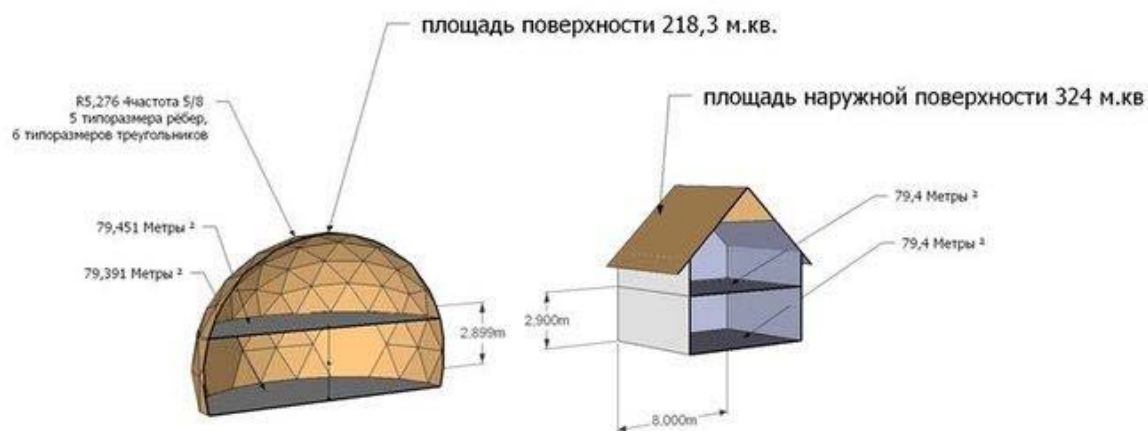 площадь поверхности 218,3 м.кв.
R5,276 4частота 5/8
5 типоразмера рёбер,
6 типоразмеров треугольников
79,451 Метры ²
79,391 Метры ²
2.899m
площадь наружной поверхности 324 м.кв
79,4 Метры ²
79,4 Метры ²
2,900m
8.000m